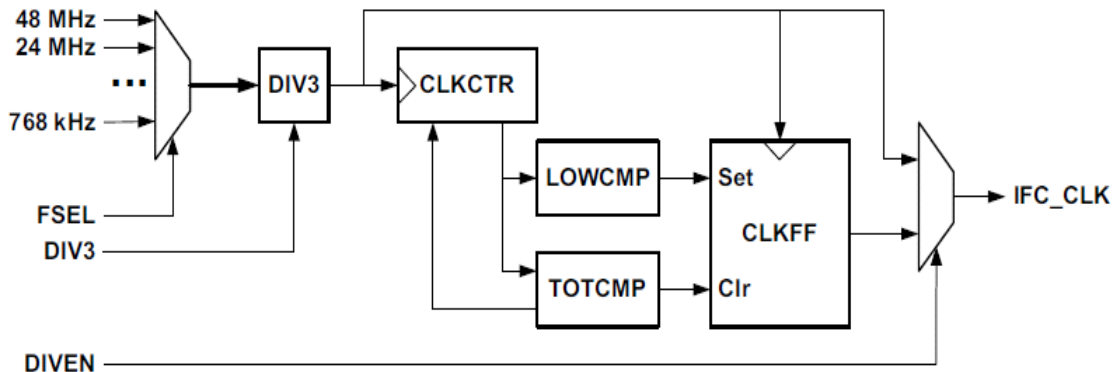 48 MHz
24 MHz
...
768 kHz
FSEL
DIV3
DIVEN
DIV3
CLKCTR
LOWCMP
TOTCMP
Set
CLKFF
Clr
IFC_CLK